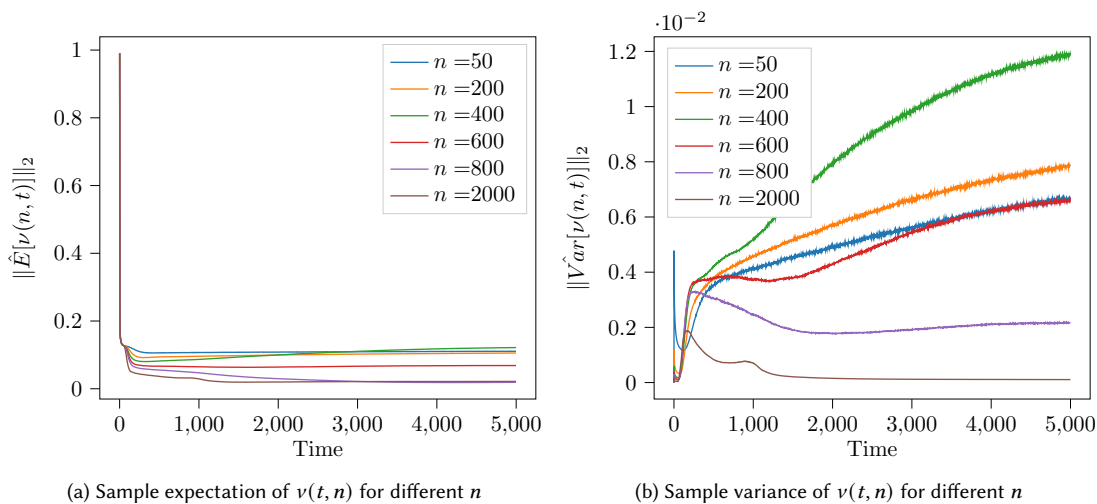 1
0.8
0.6
0.4
0.2
0
||Ê[ν(n, t)]||₂
0 1,000 2,000 3,000 4,000 5,000
Time
n =50
n =200
n =400
n =600
n =800
n =2000
(a) Sample expectation of ν(t, n) for different n
·10⁻²
1.2
1
0.8
0.6
0.4
0.2
0
||Vâr[ν(n, t)]||₂
0 1,000 2,000 3,000 4,000 5,000
Time
n =50
n =200
n =400
n =600
n =800
n =2000
(b) Sample variance of ν(t, n) for different n